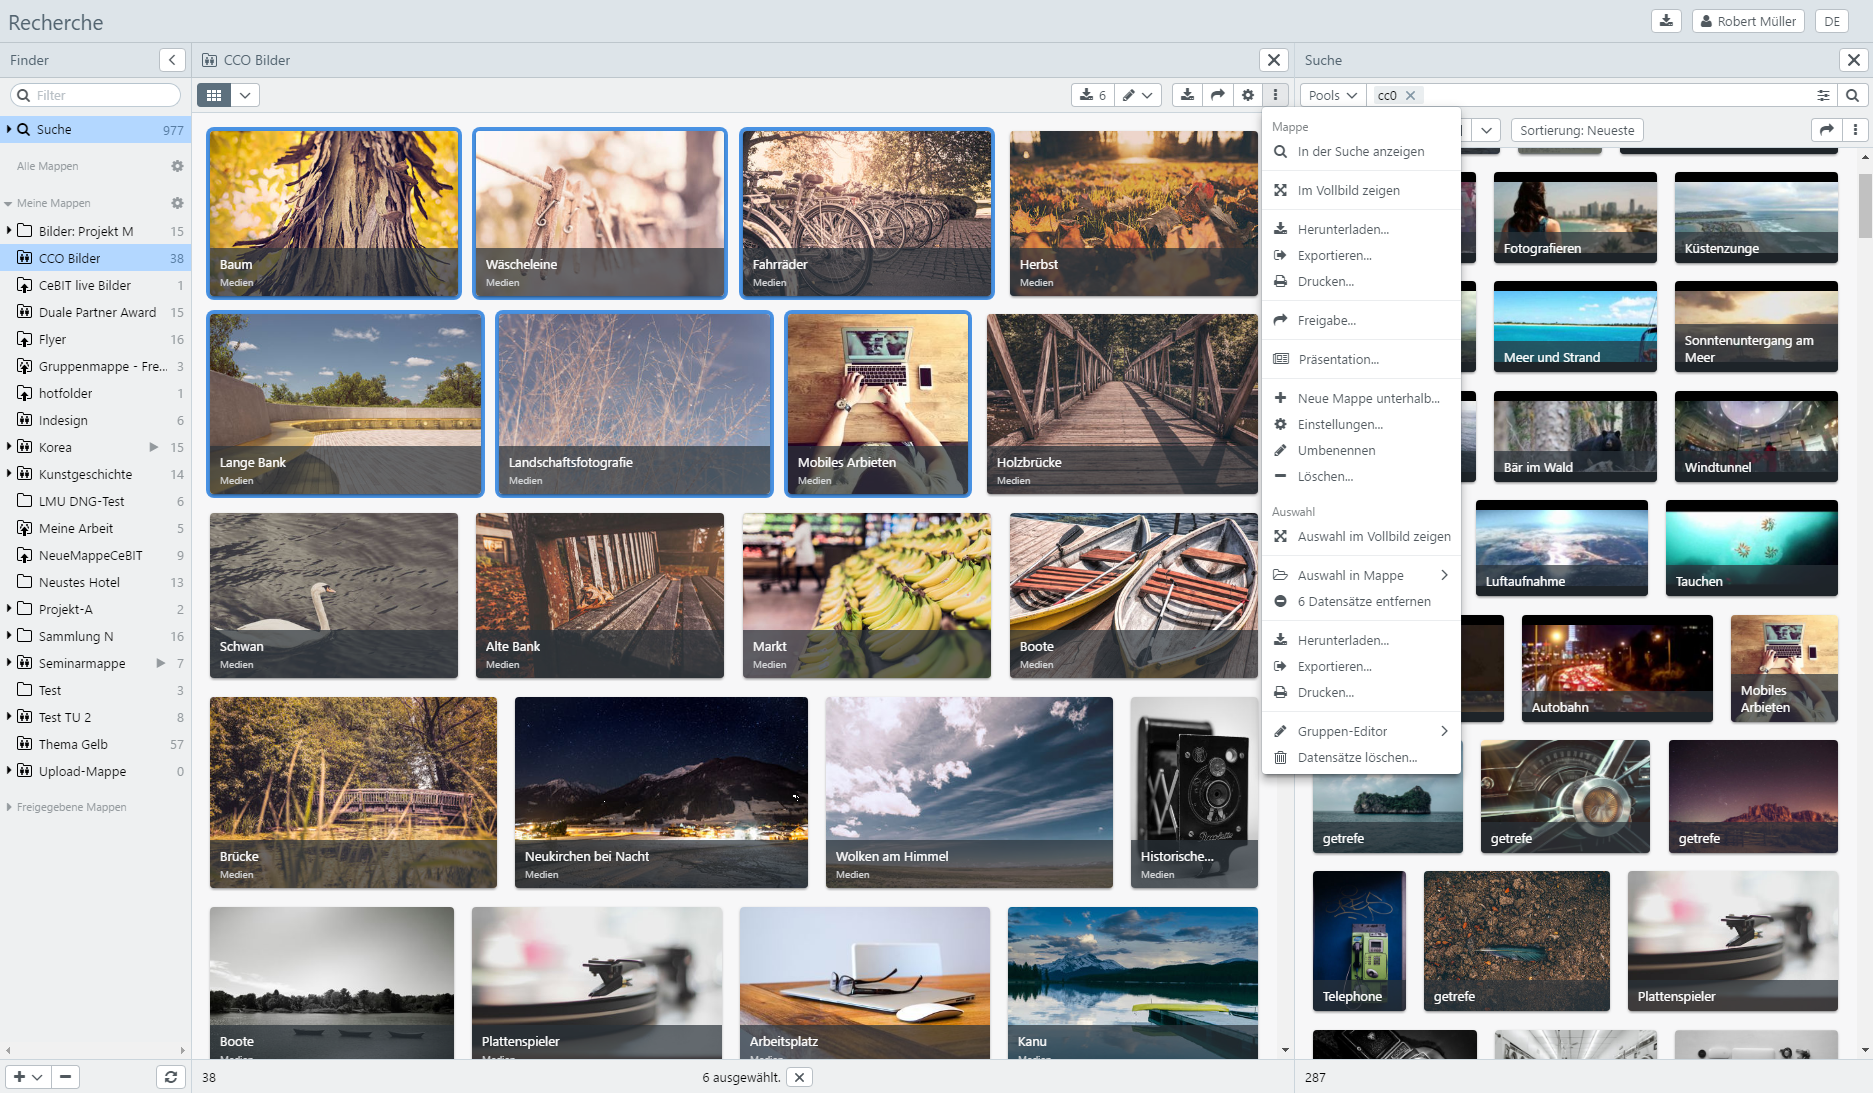 Recherche
Robert Müller
DE
Finder
Filter
Suche 977
Alle Mappen
Meine Mappen
Bilder: Projekt M 15
CCO Bilder 38
CeBIT live Bilder 1
Duale Partner Award 15
Flyer 16
Gruppenmappe - Fre... 3
hotfolder 1
Indesign 6
Korea 15
Kunstgeschichte 14
LMU DNG-Test 6
Meine Arbeit 5
NeueMappeCeBIT 9
Neustes Hotel 13
Projekt-A 2
Sammlung N 16
Seminarmappe 7
Test 3
Test TU 2 8
Thema Gelb 57
Upload-Mappe 0
Freigegebene Mappen
CCO Bilder
6
Baum
Medien
Wäscheleine
Medien
Fahrräder
Medien
Herbst
Medien
Lange Bank
Medien
Landschaftsfotografie
Medien
Mobiles Arbieten
Medien
Holzbrücke
Medien
Schwan
Medien
Alte Bank
Medien
Markt
Medien
Boote
Medien
Brücke
Medien
Neukirchen bei Nacht
Medien
Wolken am Himmel
Medien
Historische...
Medien
Boote
Medien
Plattenspieler
Medien
Arbeitsplatz
Medien
Kanu
Medien
38
6 ausgewählt.
Mappe
In der Suche anzeigen
Im Vollbild zeigen
Herunterladen...
Exportieren...
Drucken...
Freigabe...
Präsentation...
Neue Mappe unterhalb...
Einstellungen...
Umbenennen
Löschen...
Auswahl
Auswahl im Vollbild zeigen
Auswahl in Mappe
6 Datensätze entfernen
Herunterladen...
Exportieren...
Drucken...
Gruppen-Editor
Datensätze löschen...
Suche
Pools
cc0
Sortierung: Neueste
Fotografieren
Küstenzunge
Meer und Strand
Sonntenuntergang am
Meer
Bär im Wald
Windtunnel
Luftaufnahme
Tauchen
Autobahn
Mobiles
Arbieten
getrefe
getrefe
getrefe
Telephone
getrefe
Plattenspieler
287